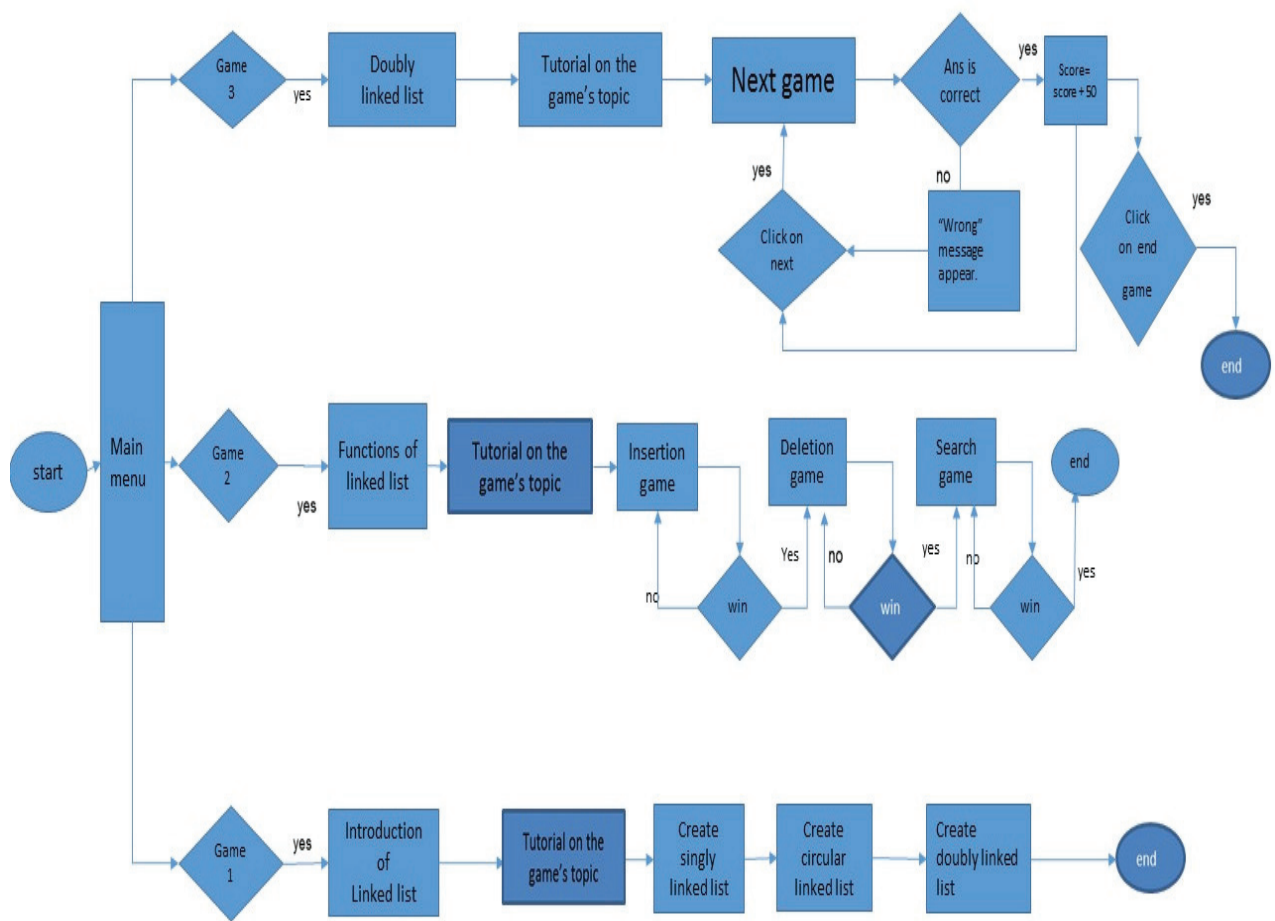 Game
3
yes
Doubly
linked list
Tutorial on the
game's topic
Next game
Ans is
correct
yes
Score=
score + 50
no
"Wrong"
message
appear.
Click on
next
yes
Click
on end
game
yes
end
start
Main
menu
Game
2
yes
Functions of
linked list
Tutorial on the
game's topic
Insertion
game
no
win
Yes
Deletion
game
no
win
yes
Search
game
no
win
yes
end
Game
1
yes
Introduction
of
Linked list
Tutorial on the
game's topic
Create
singly
linked list
Create
circular
linked list
Create
doubly linked
list
end